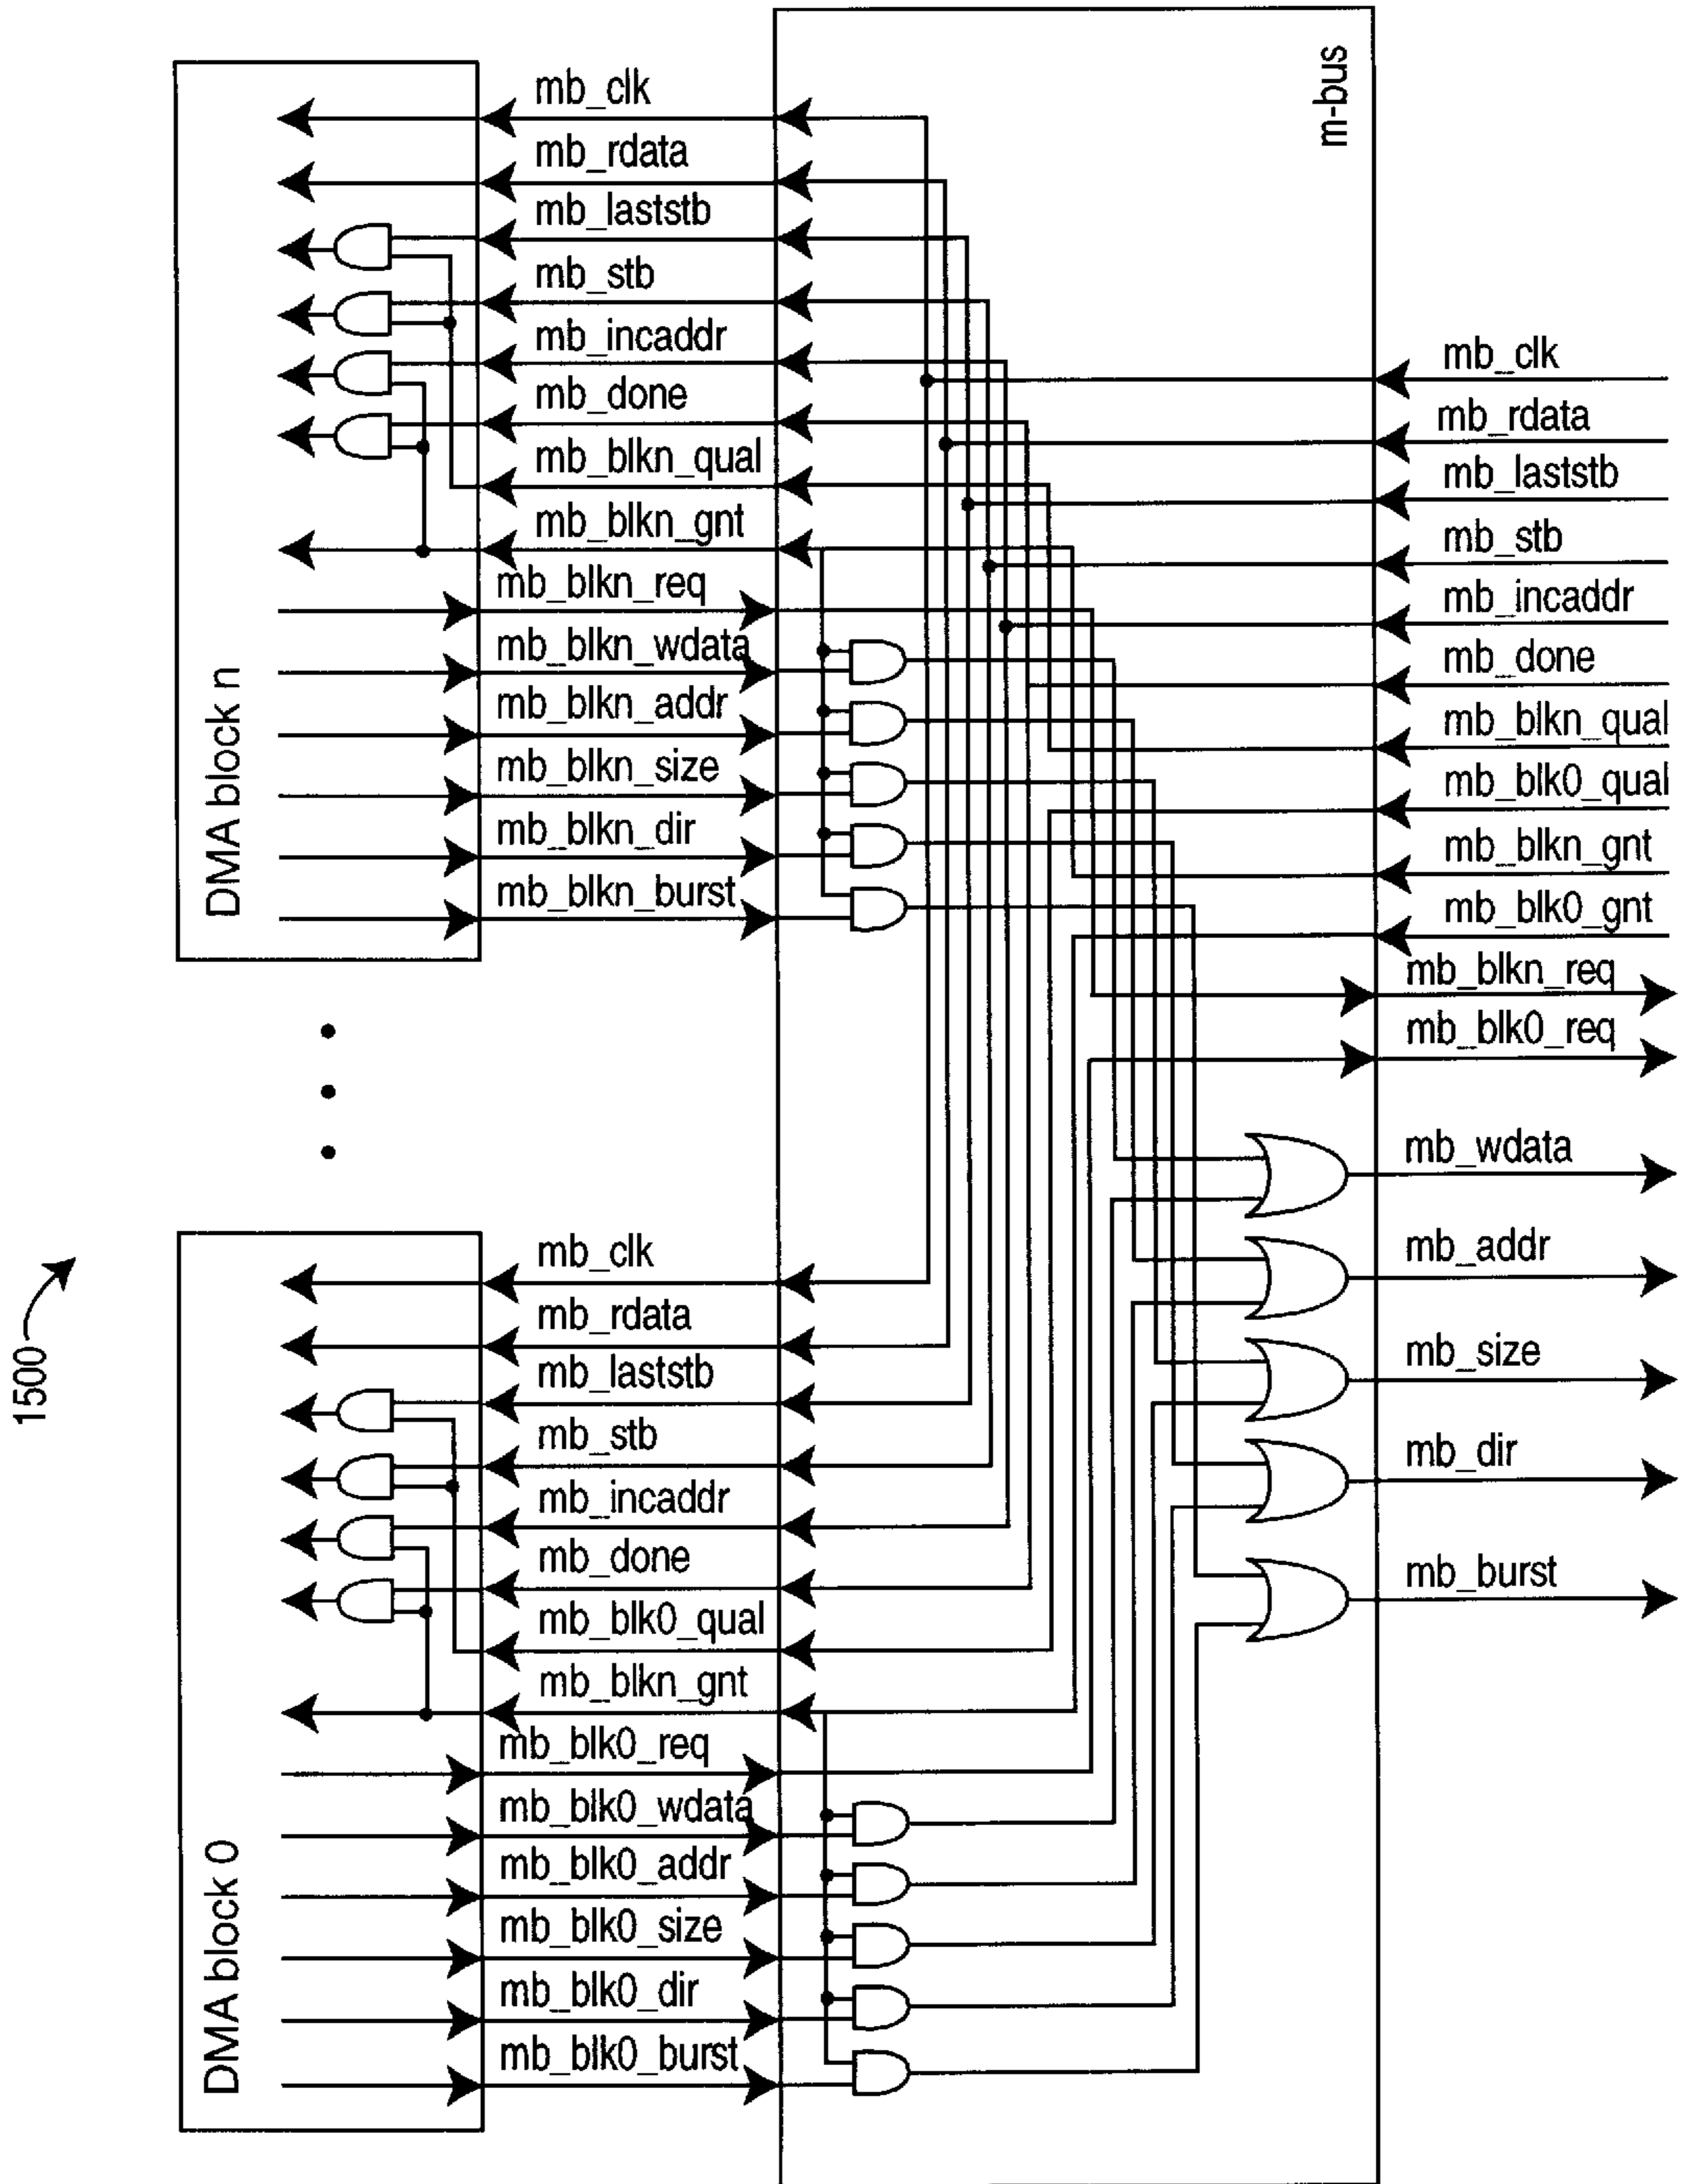 m-bus
DMA block n
mb_clk
mb_rdata
mb_laststb
mb_stb
mb_incaddr
mb_done
mb_blkn_qual
mb_blkn_gnt
mb_blkn_req
mb_blkn_wdata
mb_blkn_addr
mb_blkn_size
mb_blkn_dir
mb_blkn_burst
mb_clk
mb_rdata
mb_laststb
mb_stb
mb_incaddr
mb_done
mb_blkn_qual
mb_blk0_qual
mb_blkn_gnt
mb_blk0_gnt
mb_blkn_req
mb_blk0_req
mb_wdata
mb_addr
mb_size
mb_dir
mb_burst
1500
DMA block 0
mb_clk
mb_rdata
mb_laststb
mb_stb
mb_incaddr
mb_done
mb_blk0_qual
mb_blkn_gnt
mb_blk0_req
mb_blk0_wdata
mb_blk0_addr
mb_blk0_size
mb_blk0_dir
mb_blk0_burst